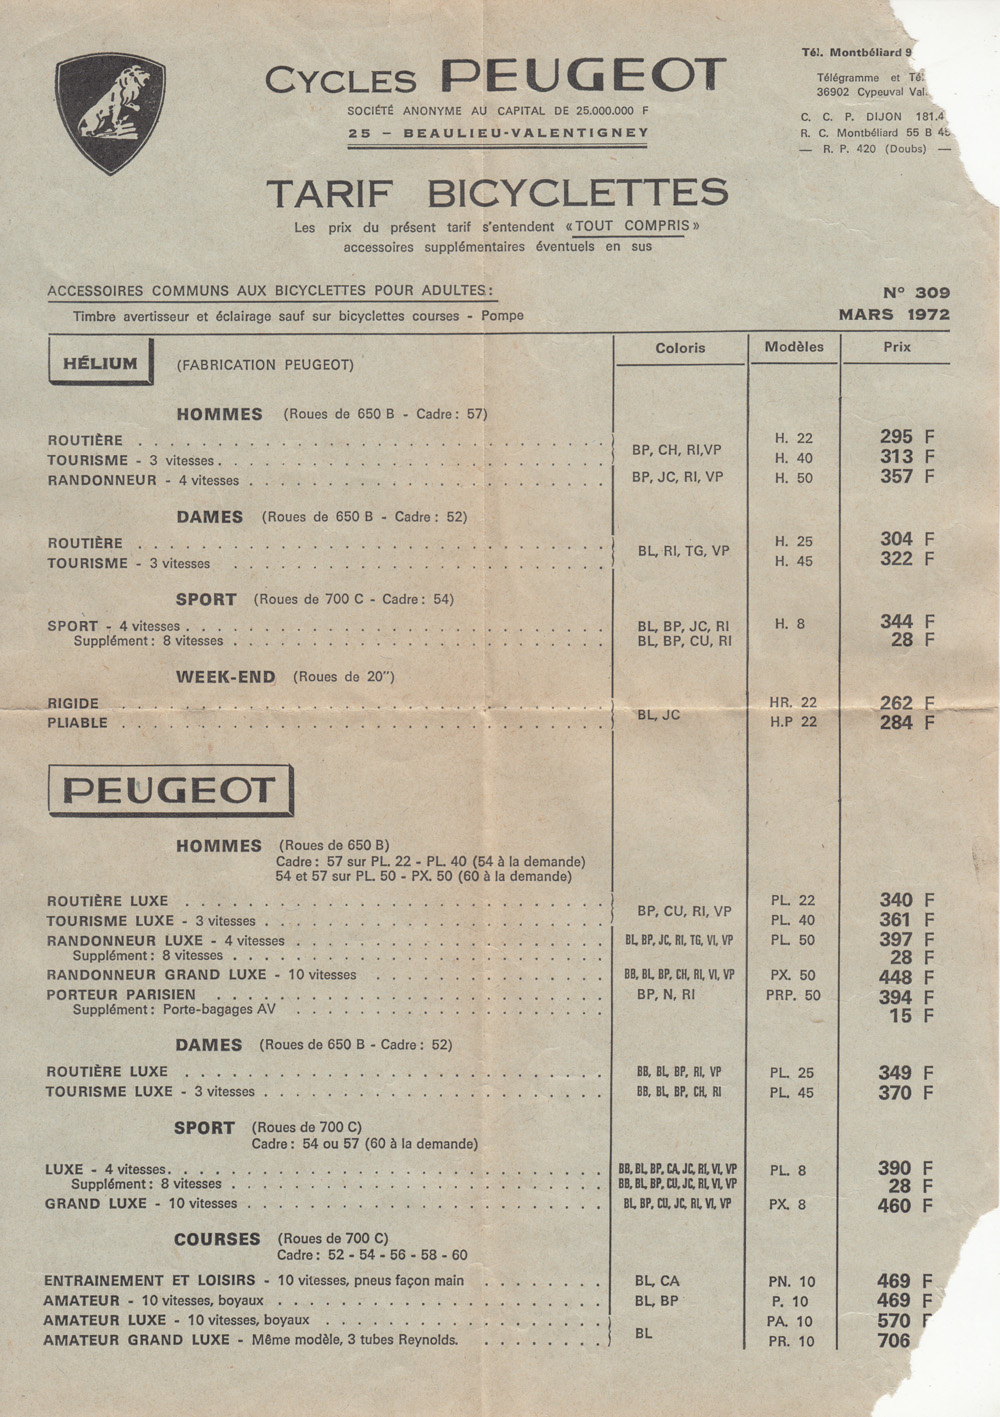 Tél. Montbéliard 9
CYCLES PEUGEOT
Télégramme et Té
36902 Cypeuval Val.
SOCIÉTÉ ANONYME AU CAPITAL DE 25.000.000 F
C. C. P. DIJON 181.4
25 – BEAULIEU-VALENTIGNEY
R. C. Montbéliard 55 B 45
— R. P. 420 (Doubs) —
TARIF BICYCLETTES
Les prix du présent tarif s'entendent «TOUT COMPRIS»
accessoires supplémentaires éventuels en sus
ACCESSOIRES COMMUNS AUX BICYCLETTES POUR ADULTES:
N° 309
Timbre avertisseur et éclairage sauf sur bicyclettes courses - Pompe
MARS 1972
Coloris Modèles Prix
HÉLIUM (FABRICATION PEUGEOT)
HOMMES (Roues de 650 B - Cadre: 57)
ROUTIÈRE . . . . . H. 22 295 F
BP, CH, RI,VP
TOURISME - 3 vitesses . . . . . H. 40 313 F
RANDONNEUR - 4 vitesses . . . . . BP, JC, RI, VP H. 50 357 F
DAMES (Roues de 650 B - Cadre: 52)
ROUTIÈRE . . . . . H. 25 304 F
BL, RI, TG, VP
TOURISME - 3 vitesses . . . . . H. 45 322 F
SPORT (Roues de 700 C - Cadre: 54)
SPORT - 4 vitesses . . . . . BL, BP, JC, RI H. 8 344 F
Supplément: 8 vitesses . . . . . BL, BP, CU, RI 28 F
WEEK-END (Roues de 20")
RIGIDE . . . . . HR. 22 262 F
BL, JC
PLIABLE . . . . . H.P 22 284 F
PEUGEOT
HOMMES (Roues de 650 B)
Cadre: 57 sur PL. 22 - PL. 40 (54 à la demande)
54 et 57 sur PL. 50 - PX. 50 (60 à la demande)
ROUTIÈRE LUXE . . . . . PL. 22 340 F
BP, CU, RI, VP
TOURISME LUXE - 3 vitesses . . . . . PL. 40 361 F
RANDONNEUR LUXE - 4 vitesses . . . . . BL, BP, JC, RI, TG, VI, VP PL. 50 397 F
Supplément: 8 vitesses . . . . . 28 F
RANDONNEUR GRAND LUXE - 10 vitesses . . . . . BB, BL, BP, CH, RI, VI, VP PX. 50 448 F
PORTEUR PARISIEN . . . . . BP, N, RI PRP. 50 394 F
Supplément: Porte-bagages AV . . . . . 15 F
DAMES (Roues de 650 B - Cadre: 52)
ROUTIÈRE LUXE . . . . . BB, BL, BP, RI, VP PL. 25 349 F
TOURISME LUXE - 3 vitesses . . . . . BB, BL, BP, CH, RI PL. 45 370 F
SPORT (Roues de 700 C)
Cadre: 54 ou 57 (60 à la demande)
LUXE - 4 vitesses . . . . . BB, BL, BP, CA, JC, RI, VI, VP PL. 8 390 F
Supplément: 8 vitesses . . . . . BB, BL, BP, CU, JC, RI, VI, VP 28 F
GRAND LUXE - 10 vitesses . . . . . BL, BP, CU, JC, RI, VI, VP PX. 8 460 F
COURSES (Roues de 700 C)
Cadre: 52 - 54 - 56 - 58 - 60
ENTRAINEMENT ET LOISIRS - 10 vitesses, pneus façon main . . . . . BL, CA PN. 10 469 F
AMATEUR - 10 vitesses, boyaux . . . . . BL, BP P. 10 469 F
AMATEUR LUXE - 10 vitesses, boyaux . . . . . PA. 10 570 F
BL
AMATEUR GRAND LUXE - Même modèle, 3 tubes Reynolds. . . . . . PR. 10 706